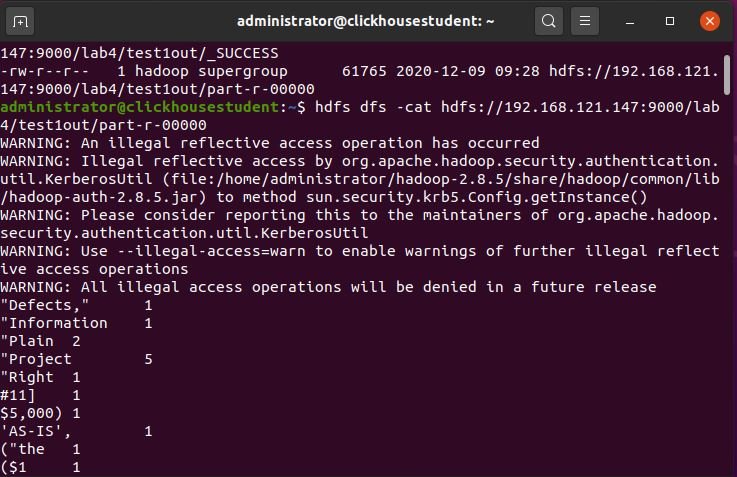 administrator@clickhousestudent: ~
147:9000/lab4/test1out/_SUCCESS
-rw-r--r--   1 hadoop supergroup      61765 2020-12-09 09:28 hdfs://192.168.121.
147:9000/lab4/test1out/part-r-00000
administrator@clickhousestudent:~$ hdfs dfs -cat hdfs://192.168.121.147:9000/lab
4/test1out/part-r-00000
WARNING: An illegal reflective access operation has occurred
WARNING: Illegal reflective access by org.apache.hadoop.security.authentication.
util.KerberosUtil (file:/home/administrator/hadoop-2.8.5/share/hadoop/common/lib
/hadoop-auth-2.8.5.jar) to method sun.security.krb5.Config.getInstance()
WARNING: Please consider reporting this to the maintainers of org.apache.hadoop.
security.authentication.util.KerberosUtil
WARNING: Use --illegal-access=warn to enable warnings of further illegal reflect
ive access operations
WARNING: All illegal access operations will be denied in a future release
"Defects,"      1
"Information    1
"Plain  2
"Project        5
"Right  1
#11]    1
$5,000) 1
'AS-IS',        1
("the   1
($1     1